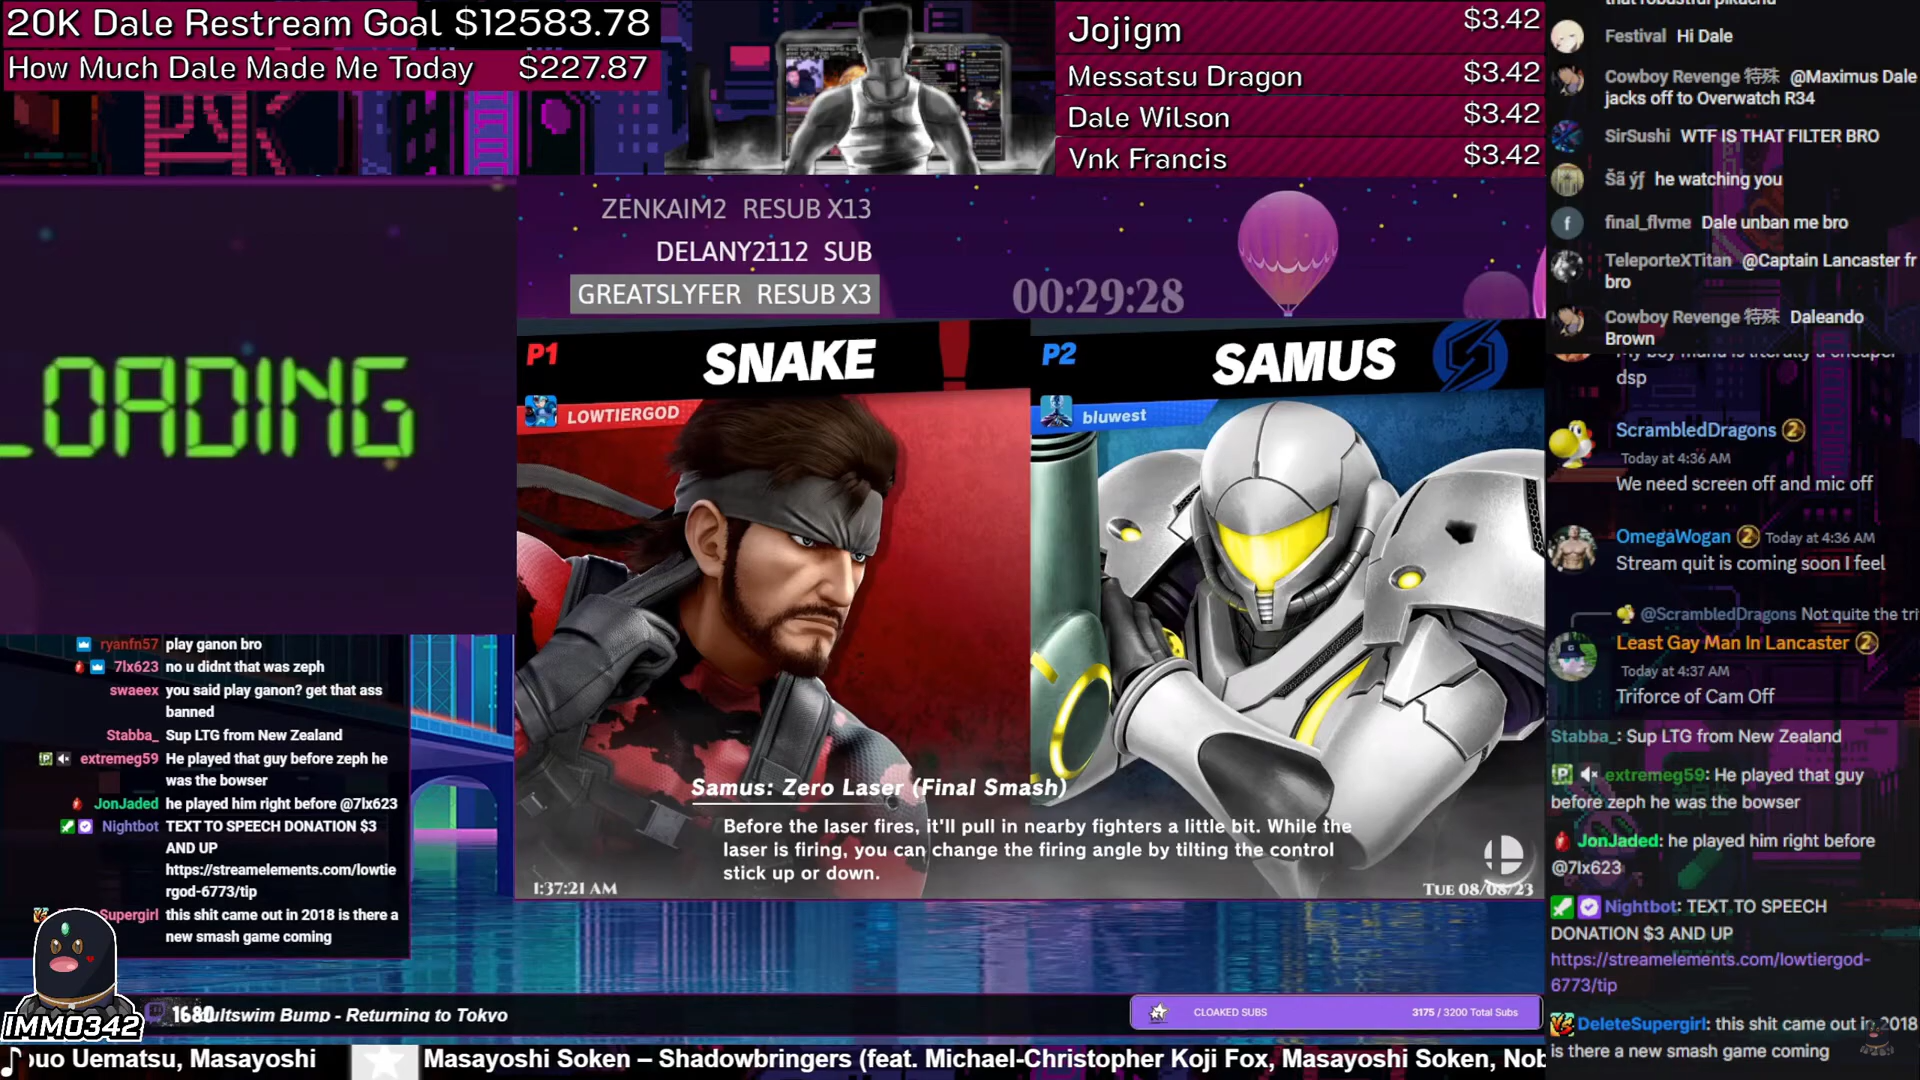 20K Dale Restream Goal $12583.78
How Much Dale Made Me Today $227.87
Jojigm $3.42
Messatsu Dragon $3.42
Dale Wilson $3.42
Vnk Francis $3.42
ZENKAIM2 RESUB X13
DELANY2112 SUB
GREATSLYFER RESUB X3
00:29:28
LOADING
P1 SNAKE
LOWTIERGOD
P2 SAMUS
bluwest
Samus: Zero Laser (Final Smash)
Before the laser fires, it'll pull in nearby fighters a little bit. While the
laser is firing, you can change the firing angle by tilting the control
stick up or down.
1:37:21 AM
TUE 08/08/23
ryanfn57 play ganon bro
7lx623 no u didnt that was zeph
swaeex you said play ganon? get that ass
banned
Stabba_ Sup LTG from New Zealand
extremeg59 He played that guy before zeph he
was the bowser
JonJaded he played him right before @7lx623
Nightbot TEXT TO SPEECH DONATION $3
AND UP
https://streamelements.com/lowtie
rgod-6773/tip
Supergirl this shit came out in 2018 is there a
new smash game coming
IMMO342
1680
ultswim Bump - Returning to Tokyo
CLOAKED SUBS 3175 / 3200 Total Subs
ouo Uematsu, Masayoshi
Masayoshi Soken – Shadowbringers (feat. Michael-Christopher Koji Fox, Masayoshi Soken, Nob
that robustful pikachu
Festival Hi Dale
Cowboy Revenge 特殊 @Maximus Dale
jacks off to Overwatch R34
SirSushi WTF IS THAT FILTER BRO
Šã ýƒ he watching you
f
final_flvme Dale unban me bro
TeleporteXTitan @Captain Lancaster fr
bro
Cowboy Revenge 特殊 Daleando
Brown
My boy mand is literally a cheaper
dsp
ScrambledDragons 2
Today at 4:36 AM
We need screen off and mic off
OmegaWogan 2 Today at 4:36 AM
Stream quit is coming soon I feel
@ScrambledDragons Not quite the tri
Least Gay Man In Lancaster 2
Today at 4:37 AM
Triforce of Cam Off
Stabba_: Sup LTG from New Zealand
extremeg59: He played that guy
before zeph he was the bowser
JonJaded: he played him right before
@7lx623
Nightbot: TEXT TO SPEECH
DONATION $3 AND UP
https://streamelements.com/lowtiergod-
6773/tip
DeleteSupergirl: this shit came out in 2018
is there a new smash game coming